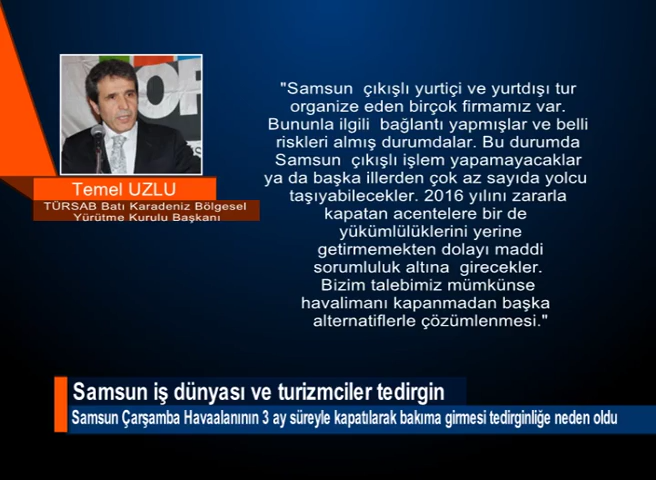 "Samsun çıkışlı yurtiçi ve yurtdışı tur
organize eden birçok firmamız var.
Bununla ilgili bağlantı yapmışlar ve belli
riskleri almış durumdalar. Bu durumda
Samsun çıkışlı işlem yapamayacaklar
ya da başka illerden çok az sayıda yolcu
taşıyabilecekler. 2016 yılını zararla
kapatan acentelere bir de
yükümlülüklerini yerine
getirmemekten dolayı maddi
sorumluluk altına girecekler.
Bizim talebimiz mümkünse
havalimanı kapanmadan başka
alternatiflerle çözümlenmesi."
Temel UZLU
TÜRSAB Batı Karadeniz Bölgesel
Yürütme Kurulu Başkanı
Samsun iş dünyası ve turizmciler tedirgin
Samsun Çarşamba Havaalanının 3 ay süreyle kapatılarak bakıma girmesi tedirginliğe neden oldu